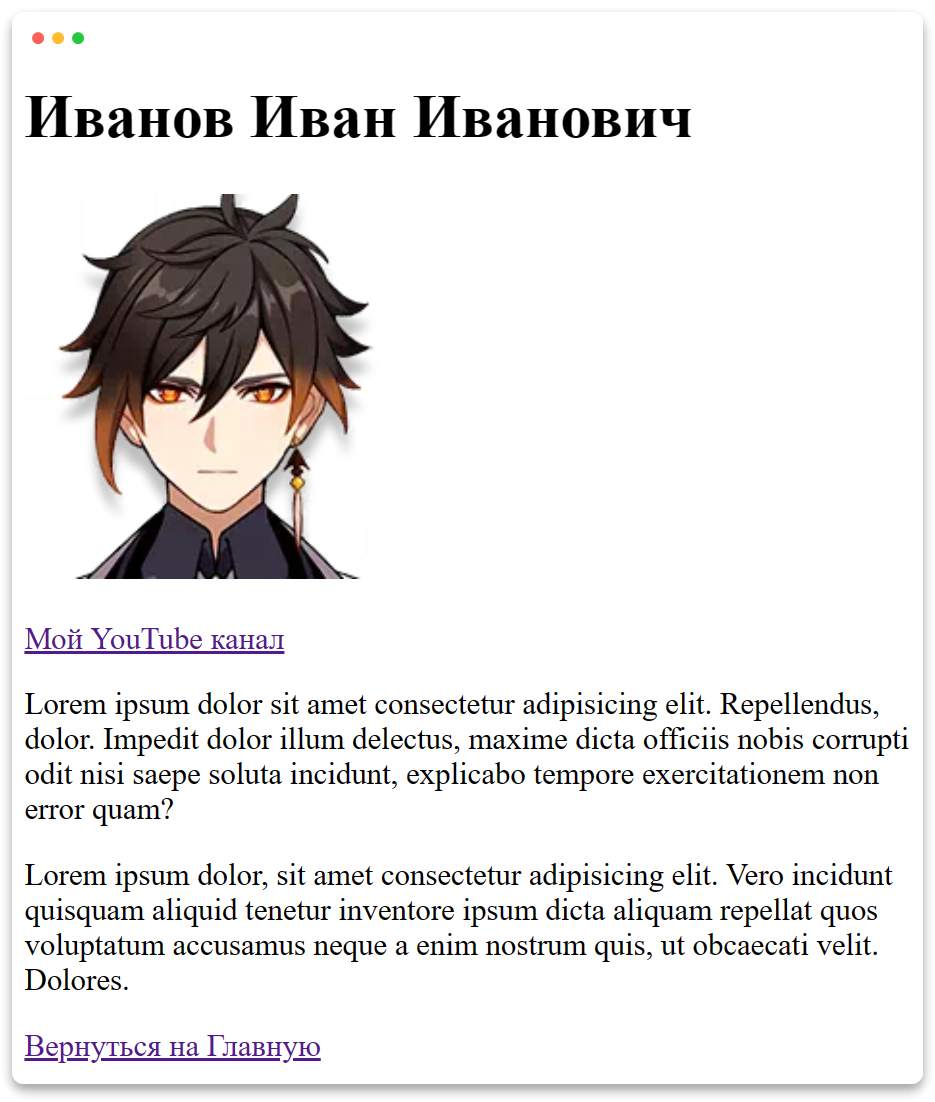 Иванов Иван Иванович
Мой YouTube канал
Lorem ipsum dolor sit amet consectetur adipisicing elit. Repellendus,
dolor. Impedit dolor illum delectus, maxime dicta officiis nobis corrupti
odit nisi saepe soluta incidunt, explicabo tempore exercitationem non
error quam?
Lorem ipsum dolor, sit amet consectetur adipisicing elit. Vero incidunt
quisquam aliquid tenetur inventore ipsum dicta aliquam repellat quos
voluptatum accusamus neque a enim nostrum quis, ut obcaecati velit.
Dolores.
Вернуться на Главную